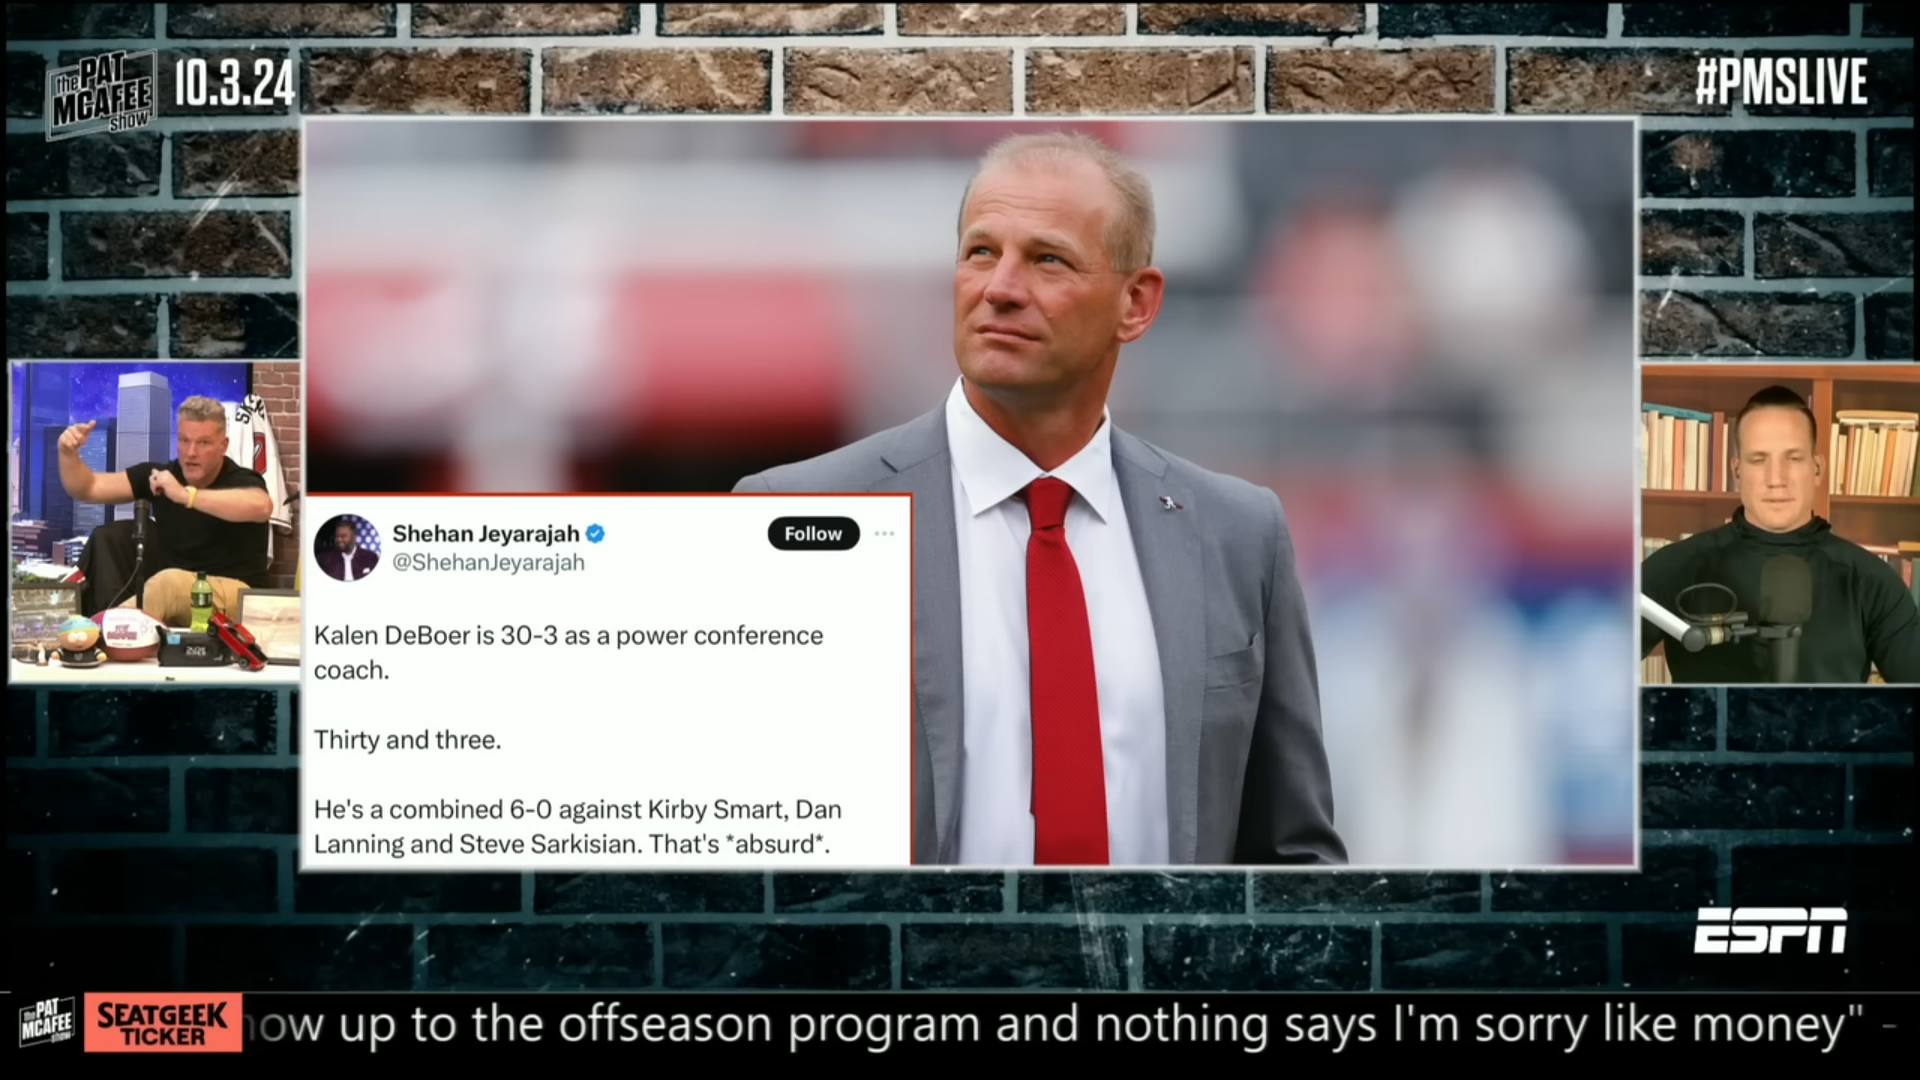 the PAT MCAFEE show
10.3.24
#PMSLIVE
Shehan Jeyarajah
@ShehanJeyarajah
Follow
Kalen DeBoer is 30-3 as a power conference
coach.
Thirty and three.
He's a combined 6-0 against Kirby Smart, Dan
Lanning and Steve Sarkisian. That's *absurd*.
ESPN
the PAT MCAFEE show
SEATGEEK
TICKER
up to the offseason program and nothing says I'm sorry like money" -